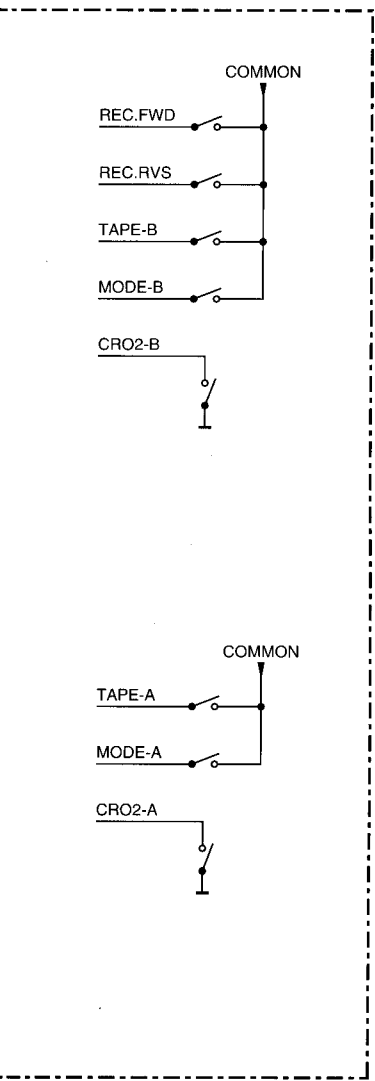 COMMON
REC.FWD
REC.RVS
TAPE-B
MODE-B
CRO2-B
COMMON
TAPE-A
MODE-A
CRO2-A